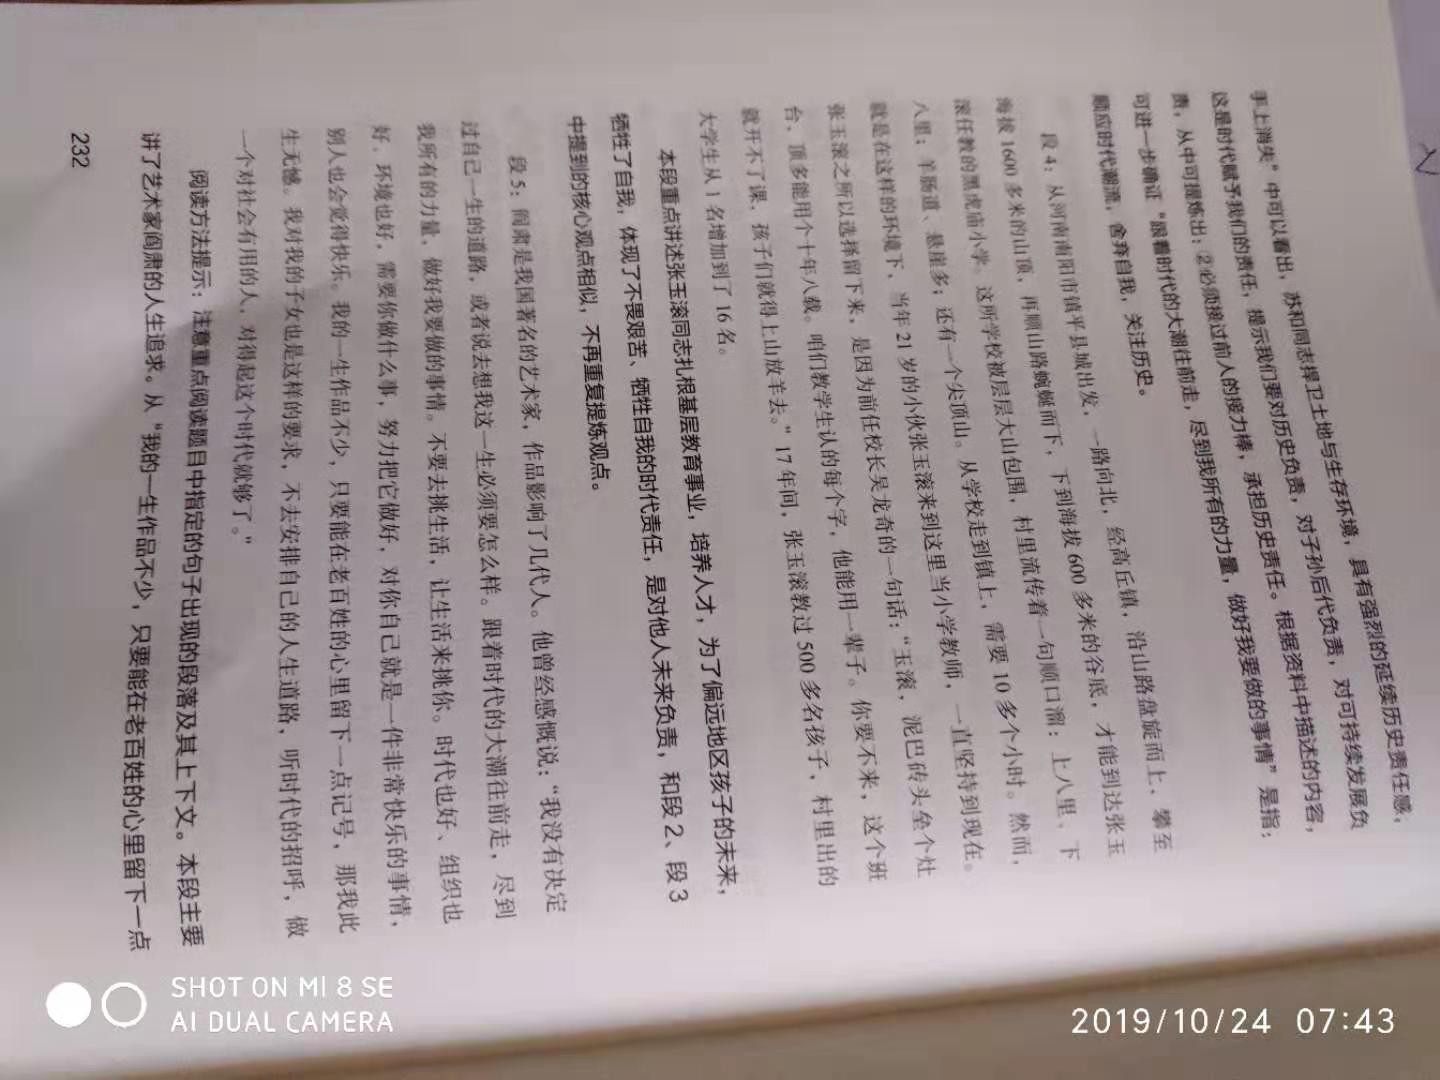 手上消失"中可以看出，苏和同志捍卫土地与生存环境，具有强烈的延续历史责任感，
这是时代赋予我们的责任，提示我们要对历史负责，对子孙后代负责，对可持续发展负
责，从中可提炼出：②必须接过前人的接力棒，承担历史责任。根据资料中描述的内容，
可进一步确证"跟着时代的大潮往前走，尽到我所有的力量，做好我要做的事情"是指：
顺应时代潮流，舍弃自我，关注历史。
段4：从河南南阳市镇平县城出发，一路向北，经高丘镇，沿山路盘旋而上，攀至
海拔1600多米的山顶，再顺山路蜿蜒而下，下到海拔600多米的谷底，才能到达张玉
滚任教的黑虎庙小学。这所学校被层层大山包围，村里流传着一句顺口溜：上八里、下
八里；羊肠道、悬崖多；还有一个尖顶山。从学校走到镇上，需要10多个小时。然而，
就是在这样的环境下，当年21岁的小伙张玉滚来到这里当小学教师，一直坚持到现在。
张玉滚之所以选择留下来，是因为前任校长吴龙奇的一句话："玉滚，泥巴砖头垒个灶
台，顶多能用个十年八载。咱们教学生认的每个字，他能用一辈子。你要不来，这个班
就开不了课，孩子们就得上山放羊去。"17年间，张玉滚教过500多名孩子，村里出的
大学生从1名增加到了16名。
本段重点讲述张玉滚同志扎根基层教育事业，培养人才，为了偏远地区孩子的未来，
牺牲了自我，体现了不畏艰苦、牺牲自我的时代责任，是对他人未来负责，和段2、段3
中提到的核心观点相似，不再重复提炼观点。
段5：阎肃是我国著名的艺术家，作品影响了几代人。他曾经感慨说："我没有决定
过自己一生的道路，或者说去想我这一生必须要怎么样。跟着时代的大潮往前走，尽到
我所有的力量，做好我要做的事情。不要去挑生活，让生活来挑你。时代也好、组织也
好、环境也好，需要你做什么事，努力把它做好，对你自己就是一件非常快乐的事情，
别人也会觉得快乐。我的一生作品不少，只要能在老百姓的心里留下一点记号，那我此
生无憾。我对我的子女也是这样的要求，不去安排自己的人生道路，听时代的招呼，做
一个对社会有用的人，对得起这个时代就够了。"
阅读方法提示：注意重点阅读题目中指定的句子出现的段落及其上下文。本段主要
讲了艺术家阎肃的人生追求。从"我的一生作品不少，只要能在老百姓的心里留下一点
232
SHOT ON MI 8 SE
AI DUAL CAMERA
2019/10/24 07:43